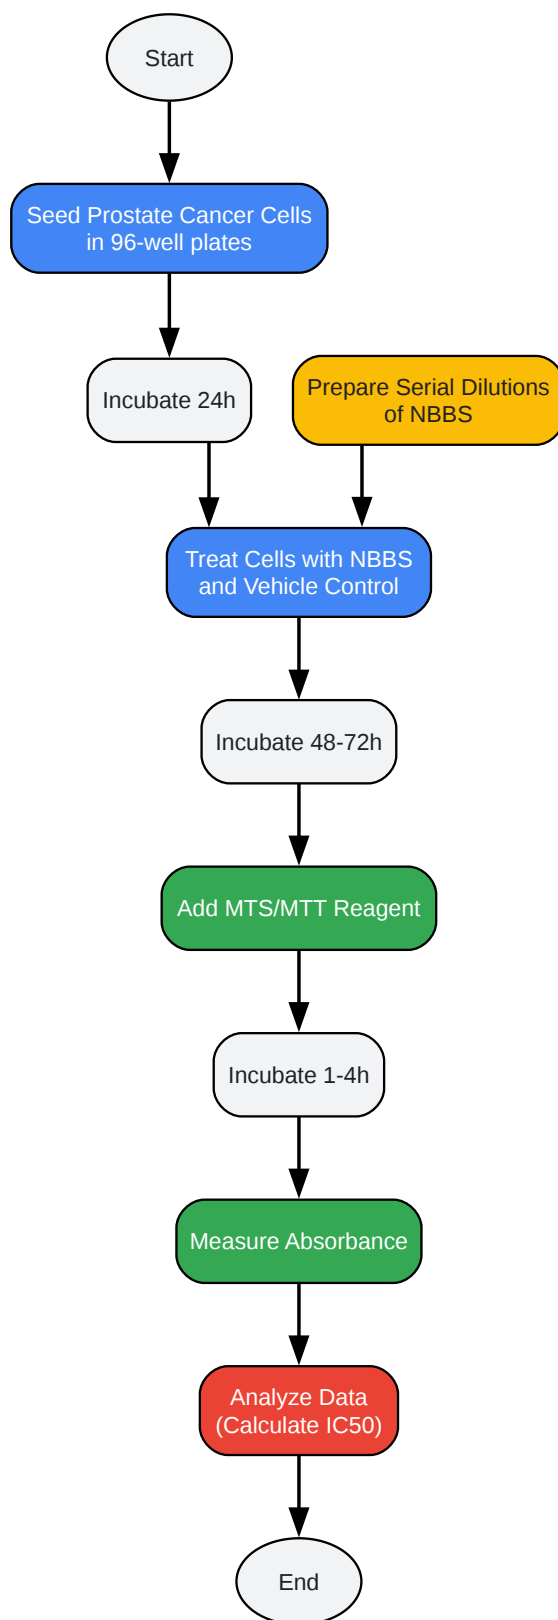 Start
Seed Prostate Cancer Cells
in 96-well plates
Incubate 24h
Prepare Serial Dilutions
of NBBS
Treat Cells with NBBS
and Vehicle Control
Incubate 48-72h
Add MTS/MTT Reagent
Incubate 1-4h
Measure Absorbance
Analyze Data
(Calculate IC50)
End